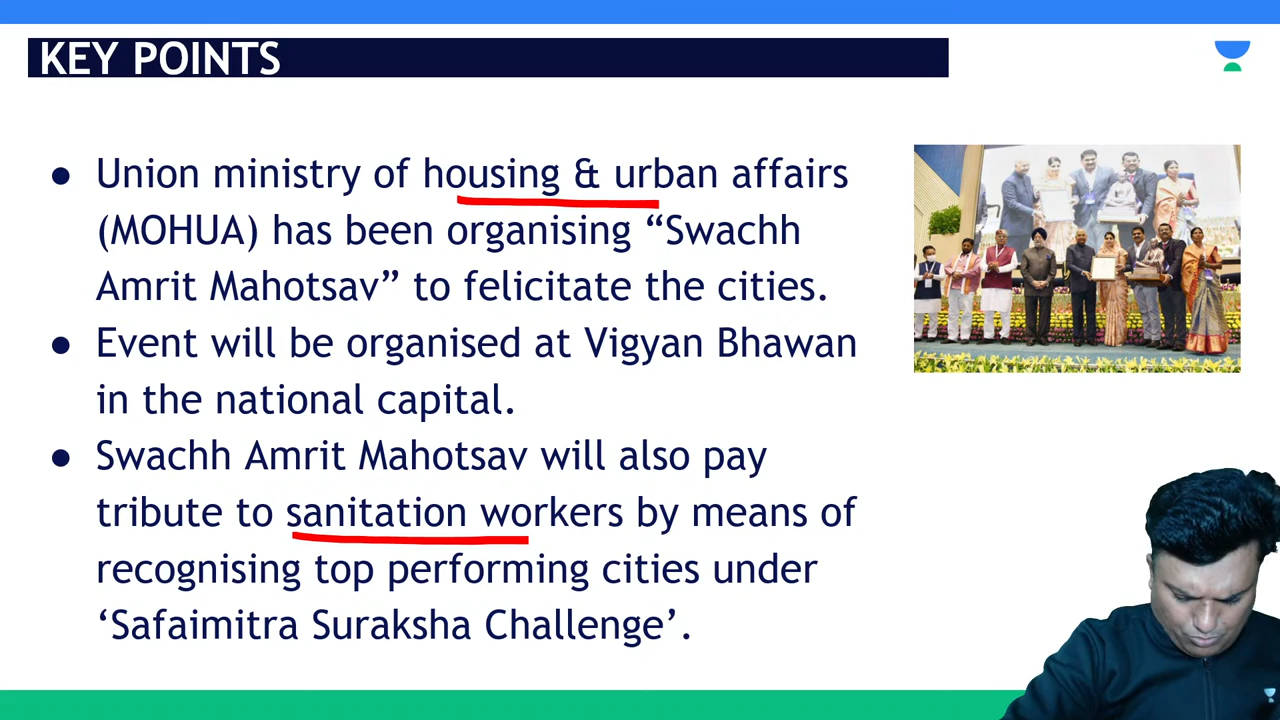 KEY POINTS
● Union ministry of housing & urban affairs
(MOHUA) has been organising “Swachh
Amrit Mahotsav” to felicitate the cities.
● Event will be organised at Vigyan Bhawan
in the national capital.
● Swachh Amrit Mahotsav will also pay
tribute to sanitation workers by means of
recognising top performing cities under
‘Safaimitra Suraksha Challenge’.